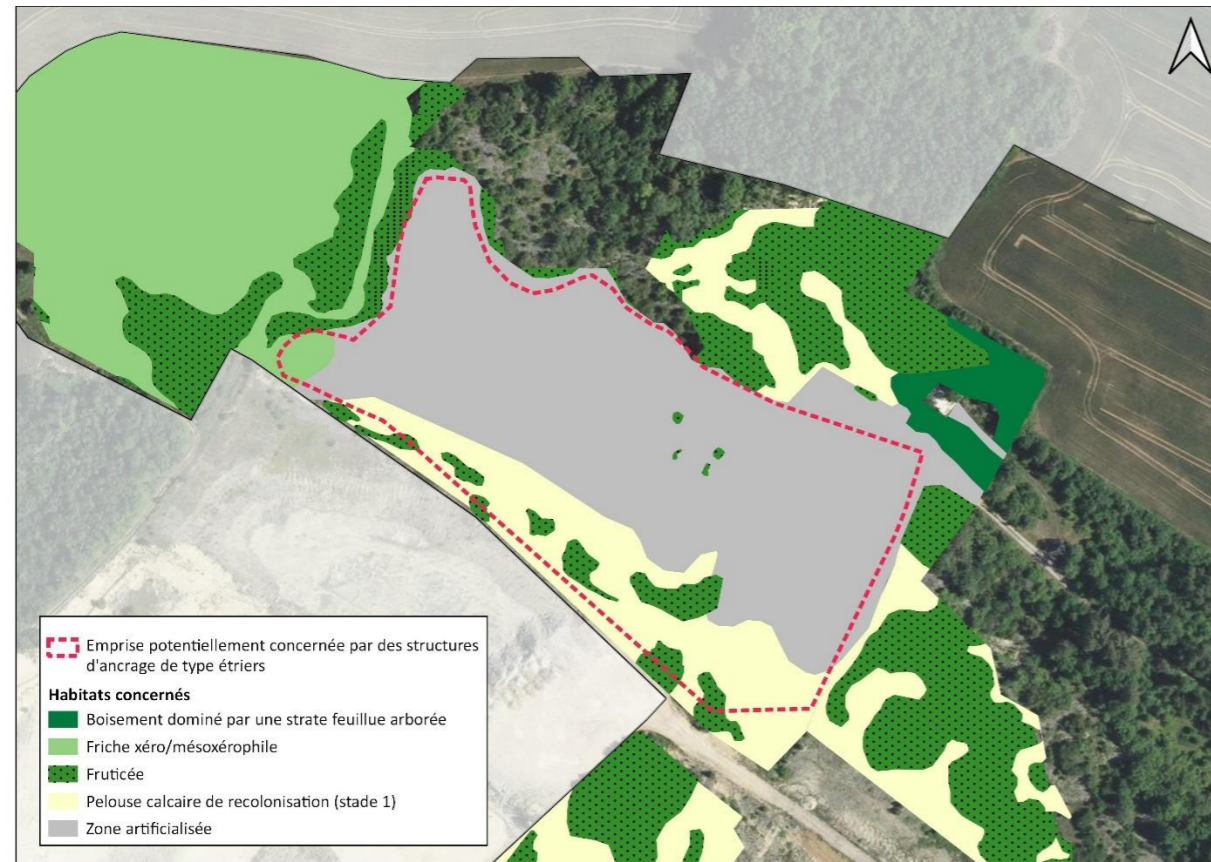 Emprise potentiellement concernée par des structures
d'ancrage de type étriers
Habitats concernés
Boisement dominé par une strate feuillue arborée
Friche xéro/mésoxérophile
Fruticée
Pelouse calcaire de recolonisation (stade 1)
Zone artificialisée